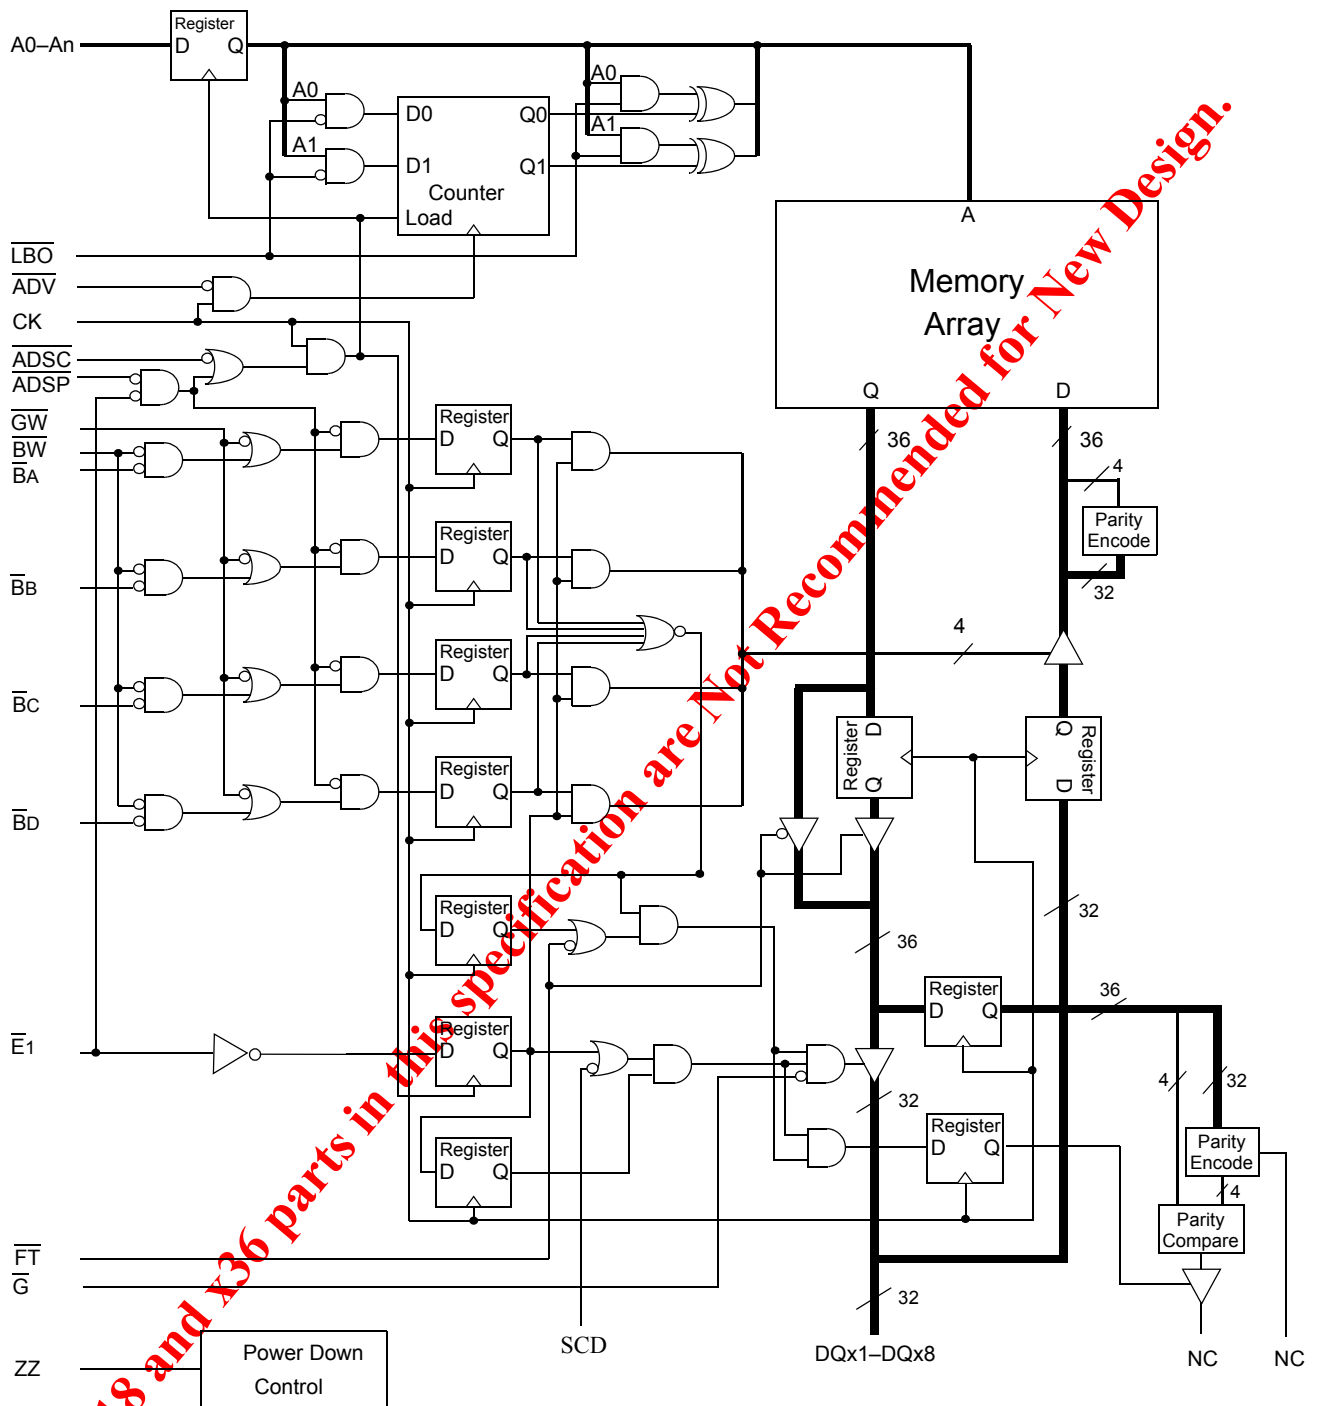 A0–An
Register
D Q
A0
A1
D0
D1
Counter
Load
Q0
Q1
A0
A1
A
Memory
Array
Q
D
LBO
ADV
CK
ADSC
ADSP
GW
BW
BA
BB
BC
BD
E1
FT
G
ZZ
Register
D Q
Register
D Q
Register
D Q
Register
D Q
Register
D Q
Register
D Q
Register
D Q
36
36
4
Parity
Encode
32
4
Register
D
Q
Register
Q
D
36
32
Register
D Q
36
32
4
32
Register
D Q
Parity
Encode
4
Parity
Compare
32
SCD
DQx1–DQx8
NC
NC
Power Down
Control
18 and x36 parts in this specification are Not Recommended for New Design.